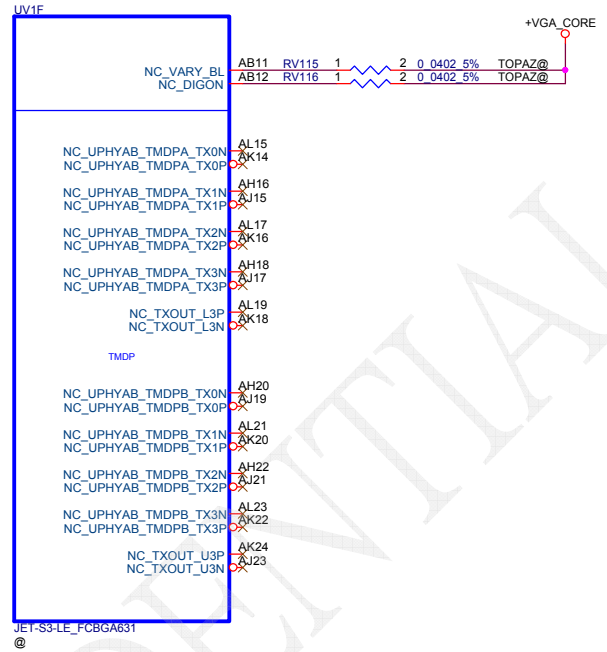 UV1F
+VGA_CORE
NC_VARY_BL AB11 RV115 1 2 0_0402_5% TOPAZ@
NC_DIGON AB12 RV116 1 2 0_0402_5% TOPAZ@
NC_UPHYAB_TMDPA_TX0N AL15
NC_UPHYAB_TMDPA_TX0P AK14
NC_UPHYAB_TMDPA_TX1N AH16
NC_UPHYAB_TMDPA_TX1P AJ15
NC_UPHYAB_TMDPA_TX2N AL17
NC_UPHYAB_TMDPA_TX2P AK16
NC_UPHYAB_TMDPA_TX3N AH18
NC_UPHYAB_TMDPA_TX3P AJ17
NC_TXOUT_L3P AL19
NC_TXOUT_L3N AK18
TMDP
NC_UPHYAB_TMDPB_TX0N AH20
NC_UPHYAB_TMDPB_TX0P AJ19
NC_UPHYAB_TMDPB_TX1N AL21
NC_UPHYAB_TMDPB_TX1P AK20
NC_UPHYAB_TMDPB_TX2N AH22
NC_UPHYAB_TMDPB_TX2P AJ21
NC_UPHYAB_TMDPB_TX3N AL23
NC_UPHYAB_TMDPB_TX3P AK22
NC_TXOUT_U3P AK24
NC_TXOUT_U3N AJ23
JET-S3-LE_FCBGA631
@
ENTIAL